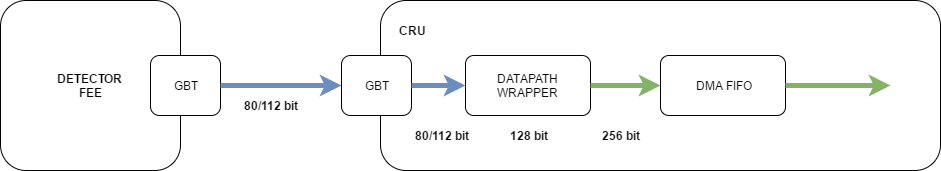 CRU
DETECTOR
FEE
GBT
80/112 bit
GBT
80/112 bit
DATAPATH
WRAPPER
128 bit
256 bit
DMA FIFO